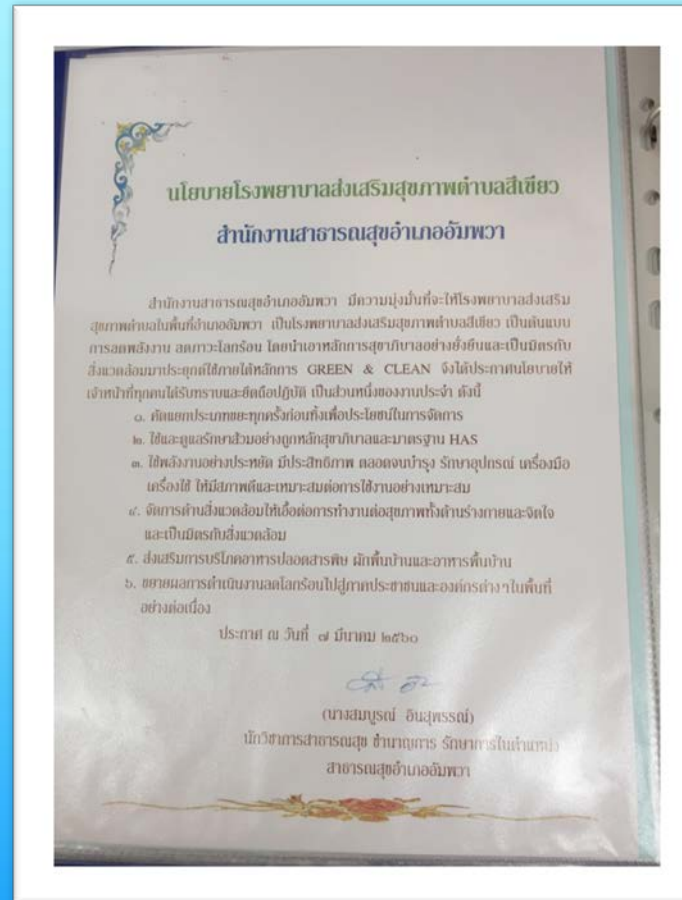 นโยบายโรงพยาบาลส่งเสริมสุขภาพตำบลสีเขียว
สำนักงานสาธารณสุขอำเภออัมพวา
สำนักงานสาธารณสุขอำเภออัมพวา มีความมุ่งมั่นที่จะให้โรงพยาบาลส่งเสริม
สุขภาพตำบลในพื้นที่อำเภออัมพวา เป็นโรงพยาบาลส่งเสริมสุขภาพตำบลสีเขียว เป็นต้นแบบ
การลดพลังงาน ลดภาวะโลกร้อน โดยนำเอาหลักการสุขาภิบาลอย่างยั่งยืนและเป็นมิตรกับ
สิ่งแวดล้อมมาประยุกต์ใช้ภายใต้หลักการ GREEN & CLEAN จึงได้ประกาศนโยบายให้
เจ้าหน้าที่ทุกคนได้รับทราบและยึดถือปฏิบัติ เป็นส่วนหนึ่งของงานประจำ ดังนี้
๑. คัดแยกประเภทขยะทุกครั้งก่อนทิ้งเพื่อประโยชน์ในการจัดการ
๒. ใช้และดูแลรักษาส้วมอย่างถูกหลักสุขาภิบาลและมาตรฐาน HAS
๓. ใช้พลังงานอย่างประหยัด มีประสิทธิภาพ ตลอดจนบำรุง รักษาอุปกรณ์ เครื่องมือ
เครื่องใช้ ให้มีสภาพดีและเหมาะสมต่อการใช้งานอย่างเหมาะสม
๔. จัดการด้านสิ่งแวดล้อมให้เอื้อต่อการทำงานต่อสุขภาพทั้งด้านร่างกายและจิตใจ
และเป็นมิตรกับสิ่งแวดล้อม
๕. ส่งเสริมการบริโภคอาหารปลอดสารพิษ ผักพื้นบ้านและอาหารพื้นบ้าน
๖. ขยายผลการดำเนินงานลดโลกร้อนไปสู่ภาคประชาชนและองค์กรต่างๆในพื้นที่
อย่างต่อเนื่อง
ประกาศ ณ วันที่ ๗ มีนาคม ๒๕๖๐
(นางสมบูรณ์ อินสุพรรณ์)
นักวิชาการสาธารณสุข ชำนาญการ รักษาการในตำแหน่ง
สาธารณสุขอำเภออัมพวา